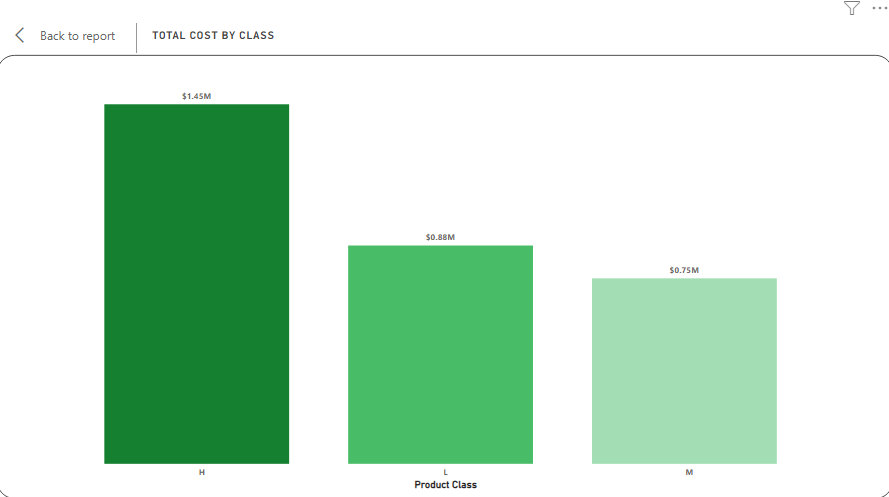 Back to report
TOTAL COST BY CLASS
$1.45M
$0.88M
$0.75M
H
L
M
Product Class